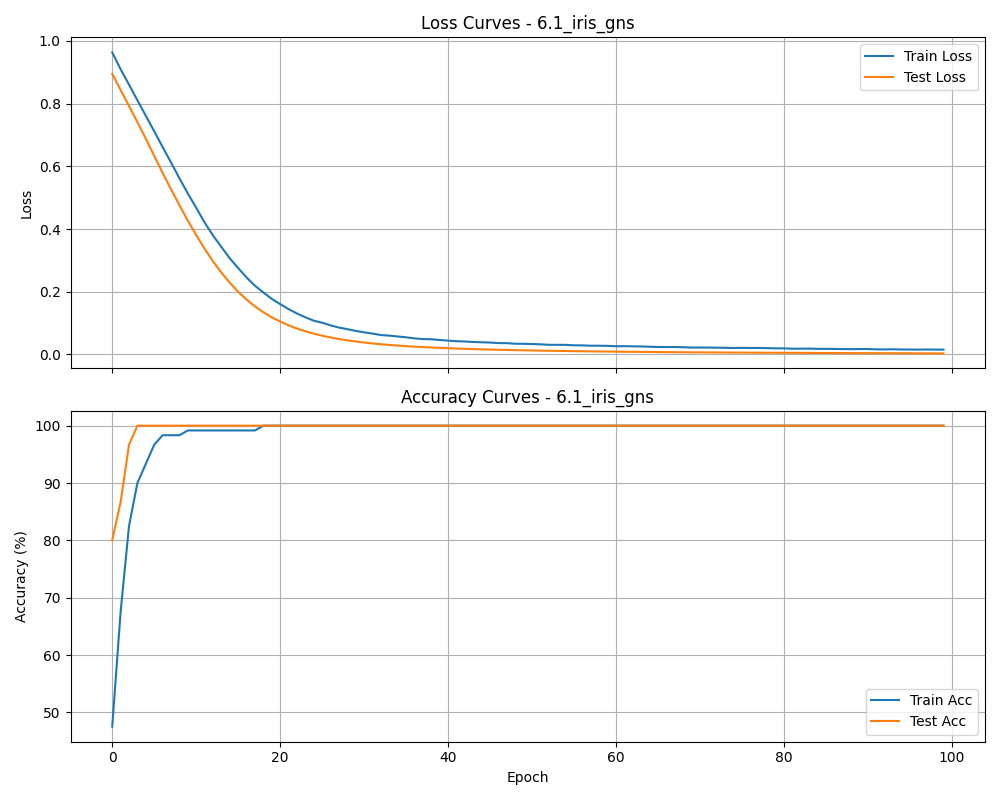 Loss Curves - 6.1_iris_gns
1.0
0.8
0.6
0.4
0.2
0.0
Loss
Train Loss
Test Loss
Accuracy Curves - 6.1_iris_gns
100
90
80
70
60
50
Accuracy (%)
Train Acc
Test Acc
0 20 40 60 80 100
Epoch